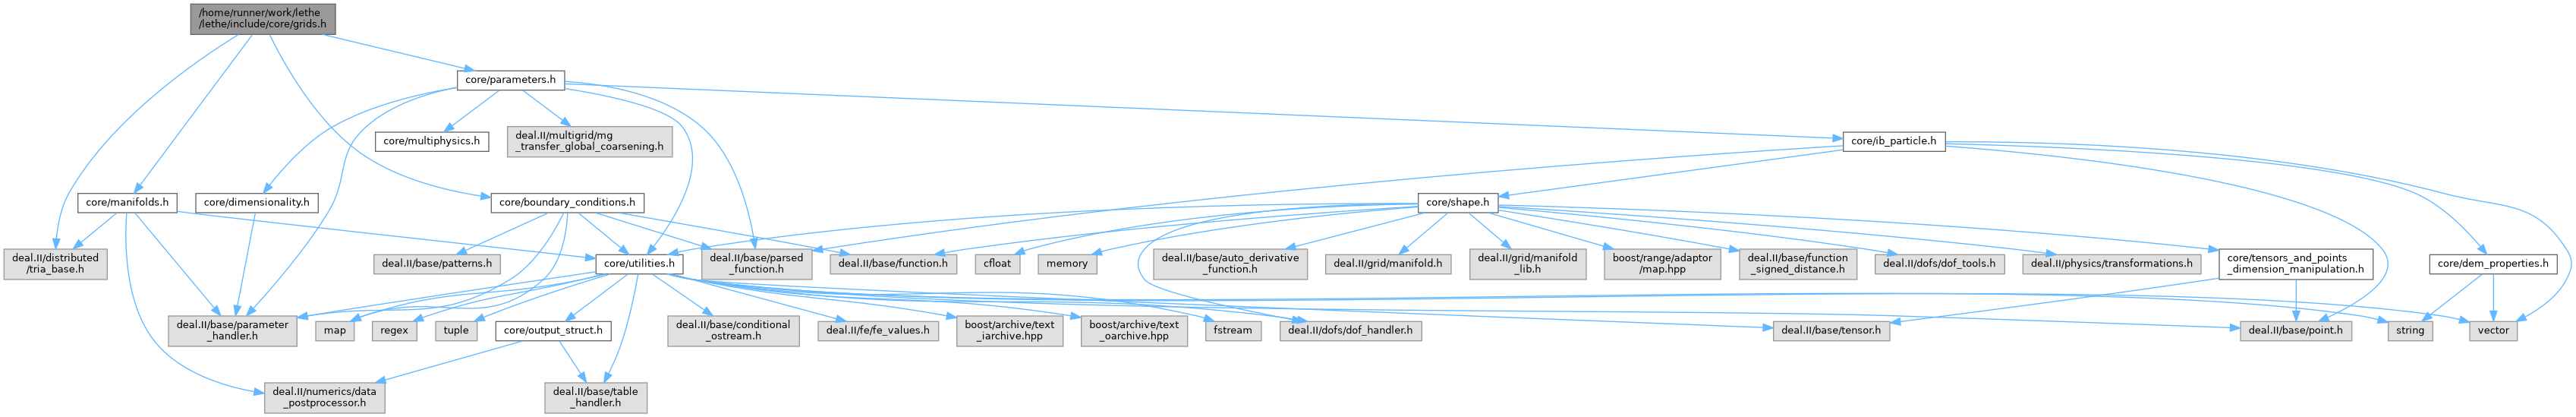 /home/runner/work/lethe
/lethe/include/core/grids.h
core/parameters.h
core/multiphysics.h
deal.II/multigrid/mg
_transfer_global_coarsening.h
core/ib_particle.h
core/manifolds.h
core/dimensionality.h
core/boundary_conditions.h
core/shape.h
deal.II/distributed
/tria_base.h
deal.II/base/patterns.h
core/utilities.h
deal.II/base/parsed
_function.h
deal.II/base/function.h
cfloat
memory
deal.II/base/auto_derivative
_function.h
deal.II/grid/manifold.h
deal.II/grid/manifold
_lib.h
boost/range/adaptor
/map.hpp
deal.II/base/function
_signed_distance.h
deal.II/dofs/dof_tools.h
deal.II/physics/transformations.h
core/tensors_and_points
_dimension_manipulation.h
core/dem_properties.h
deal.II/base/parameter
_handler.h
map
regex
tuple
core/output_struct.h
deal.II/base/conditional
_ostream.h
deal.II/fe/fe_values.h
boost/archive/text
_iarchive.hpp
boost/archive/text
_oarchive.hpp
fstream
deal.II/dofs/dof_handler.h
deal.II/base/tensor.h
deal.II/base/point.h
string
vector
deal.II/numerics/data
_postprocessor.h
deal.II/base/table
_handler.h